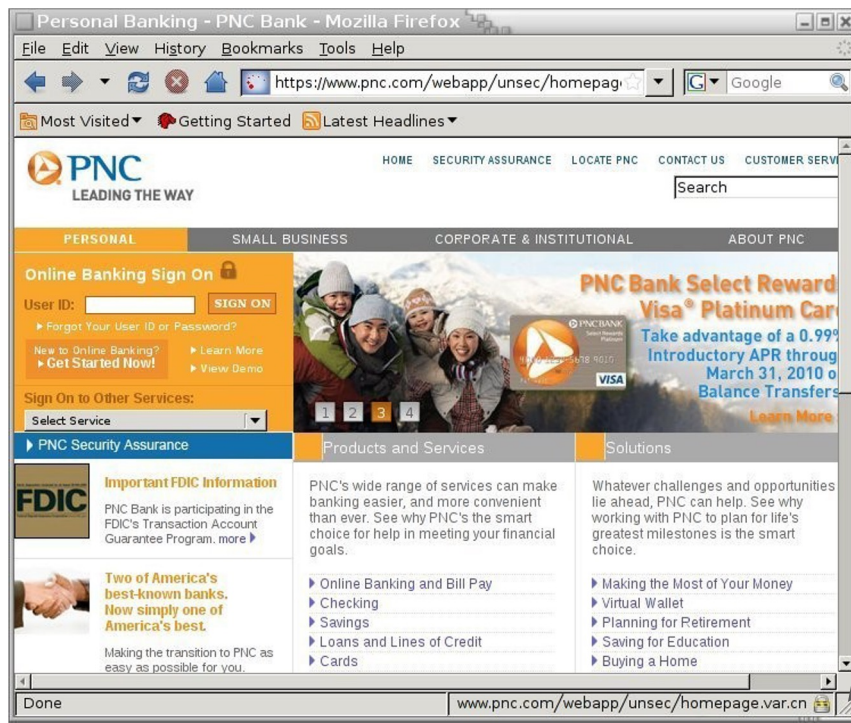 Personal Banking - PNC Bank - Mozilla Firefox
File Edit View History Bookmarks Tools Help
https://www.pnc.com/webapp/unsec/homepag
G Google
Most Visited Getting Started Latest Headlines
PNC
LEADING THE WAY
HOME SECURITY ASSURANCE LOCATE PNC CONTACT US CUSTOMER SERVI
Search
PERSONAL SMALL BUSINESS CORPORATE & INSTITUTIONAL ABOUT PNC
Online Banking Sign On
User ID: SIGN ON
Forgot Your User ID or Password?
New to Online Banking?
Get Started Now!
Learn More
View Demo
Sign On to Other Services:
Select Service
PNC Bank Select Reward
Visa® Platinum Car
Take advantage of a 0.99%
Introductory APR throug
March 31, 2010 o
Balance Transfers
Learn More
PNC BANK
Select Rewards
Platinum
VISA
1 2 3 4
PNC Security Assurance
FDIC
Important FDIC Information
PNC Bank is participating in the
FDIC's Transaction Account
Guarantee Program. more
Two of America's
best-known banks.
Now simply one of
America's best.
Making the transition to PNC as
easy as possible for you.
Products and Services
PNC's wide range of services can make
banking easier, and more convenient
than ever. See why PNC's the smart
choice for help in meeting your financial
goals.
Online Banking and Bill Pay
Checking
Savings
Loans and Lines of Credit
Cards
Solutions
Whatever challenges and opportunities
lie ahead, PNC can help. See why
working with PNC to plan for life's
greatest milestones is the smart
choice.
Making the Most of Your Money
Virtual Wallet
Planning for Retirement
Saving for Education
Buying a Home
Done www.pnc.com/webapp/unsec/homepage.var.cn